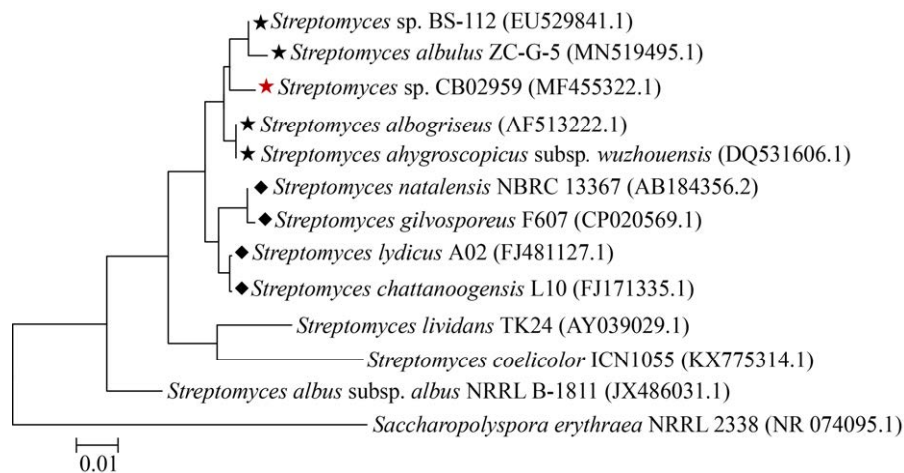 Streptomyces sp. BS-112 (EU529841.1)
Streptomyces albulus ZC-G-5 (MN519495.1)
Streptomyces sp. CB02959 (MF455322.1)
Streptomyces albogriseus (ΛF513222.1)
Streptomyces ahygroscopicus subsp. wuzhouensis (DQ531606.1)
Streptomyces natalensis NBRC 13367 (AB184356.2)
Streptomyces gilvosporeus F607 (CP020569.1)
Streptomyces lydicus A02 (FJ481127.1)
Streptomyces chattanoogensis L10 (FJ171335.1)
Streptomyces lividans TK24 (AY039029.1)
Streptomyces coelicolor ICN1055 (KX775314.1)
Streptomyces albus subsp. albus NRRL B-1811 (JX486031.1)
Saccharopolyspora erythraea NRRL 2338 (NR 074095.1)
0.01